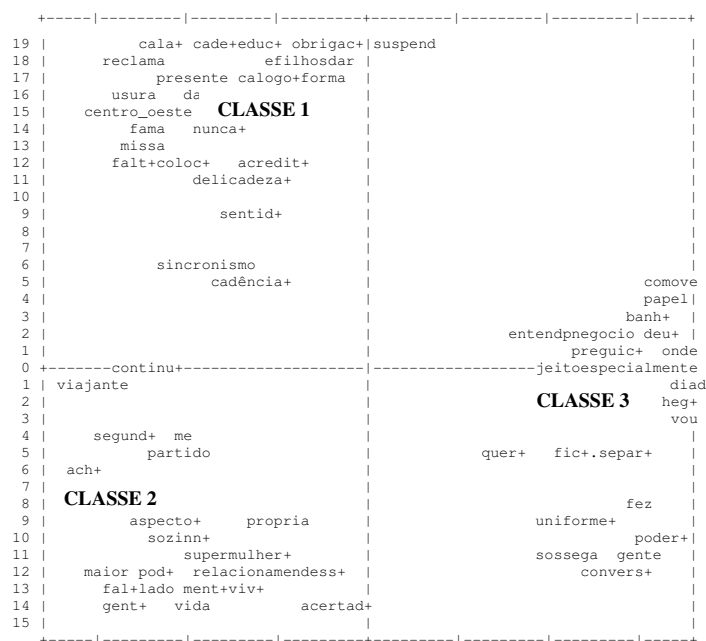 +-----|---------|---------|---------+---------|---------|---------|-----+
19 | cala+ cade+educ+ obrigac+|suspend |
18 | reclama efilhosdar | |
17 | presente calogo+forma | |
16 | usura da | |
15 | centro_oeste CLASSE 1 | |
14 | fama nunca+ | |
13 | missa | |
12 | falt+coloc+ acredit+ | |
11 | delicadeza+ | |
10 | | |
9 | sentid+ | |
8 | | |
7 | | |
6 | sincronismo | |
5 | cadência+ | comove
4 | | papel|
3 | | banh+ |
2 | | entendpnegocio deu+ |
1 | | preguic+ onde
0 +-------continu+--------------------|------------------jeitoespecialmente
1 | viajante | diad
2 | | CLASSE 3 heg+
3 | | vou
4 | segund+ me | |
5 | partido | quer+ fic+.separ+ |
6 | ach+ | |
7 | | |
8 | CLASSE 2 | fez |
9 | aspecto+ propria | uniforme+ |
10 | sozinn+ | poder+|
11 | supermulher+ | sossega gente |
12 | maior pod+ relacionamendess+ | convers+ |
13 | fal+lado ment+viv+ | |
14 | gent+ vida acertad+ |
15 | | |
+-----|---------|---------|---------+---------|---------|---------|-----+